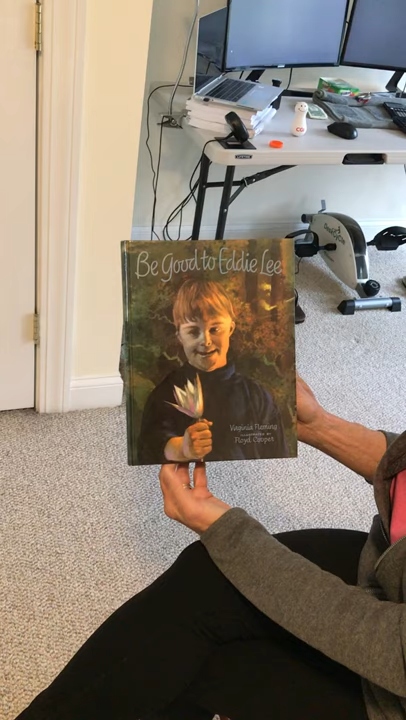 Be Good to Eddie Lee
Virginia Fleming
ILLUSTRATED BY
Floyd Cooper